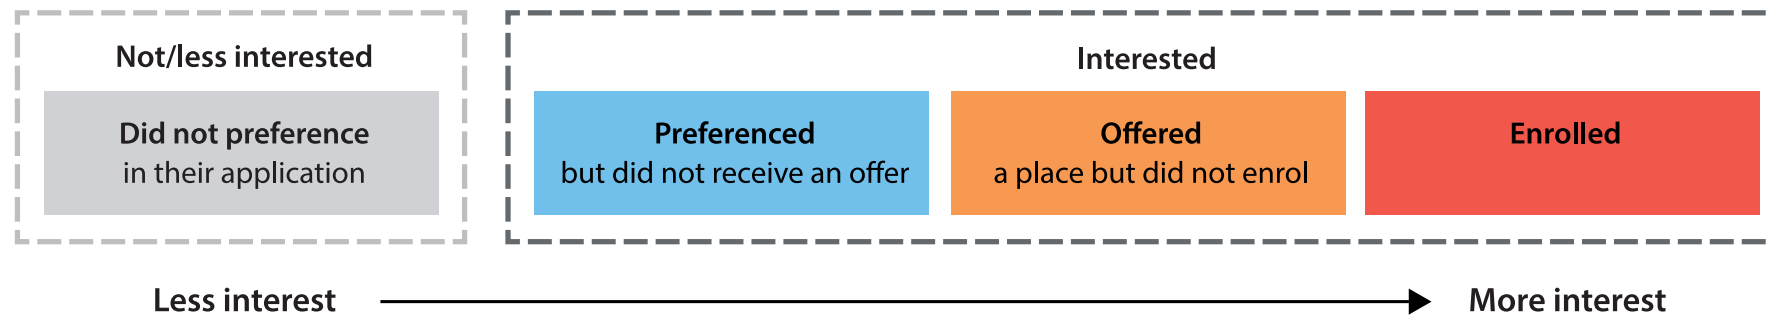 Not/less interested
Did not preference
in their application
Interested
Preferenced
but did not receive an offer
Offered
a place but did not enrol
Enrolled
Less interest
More interest